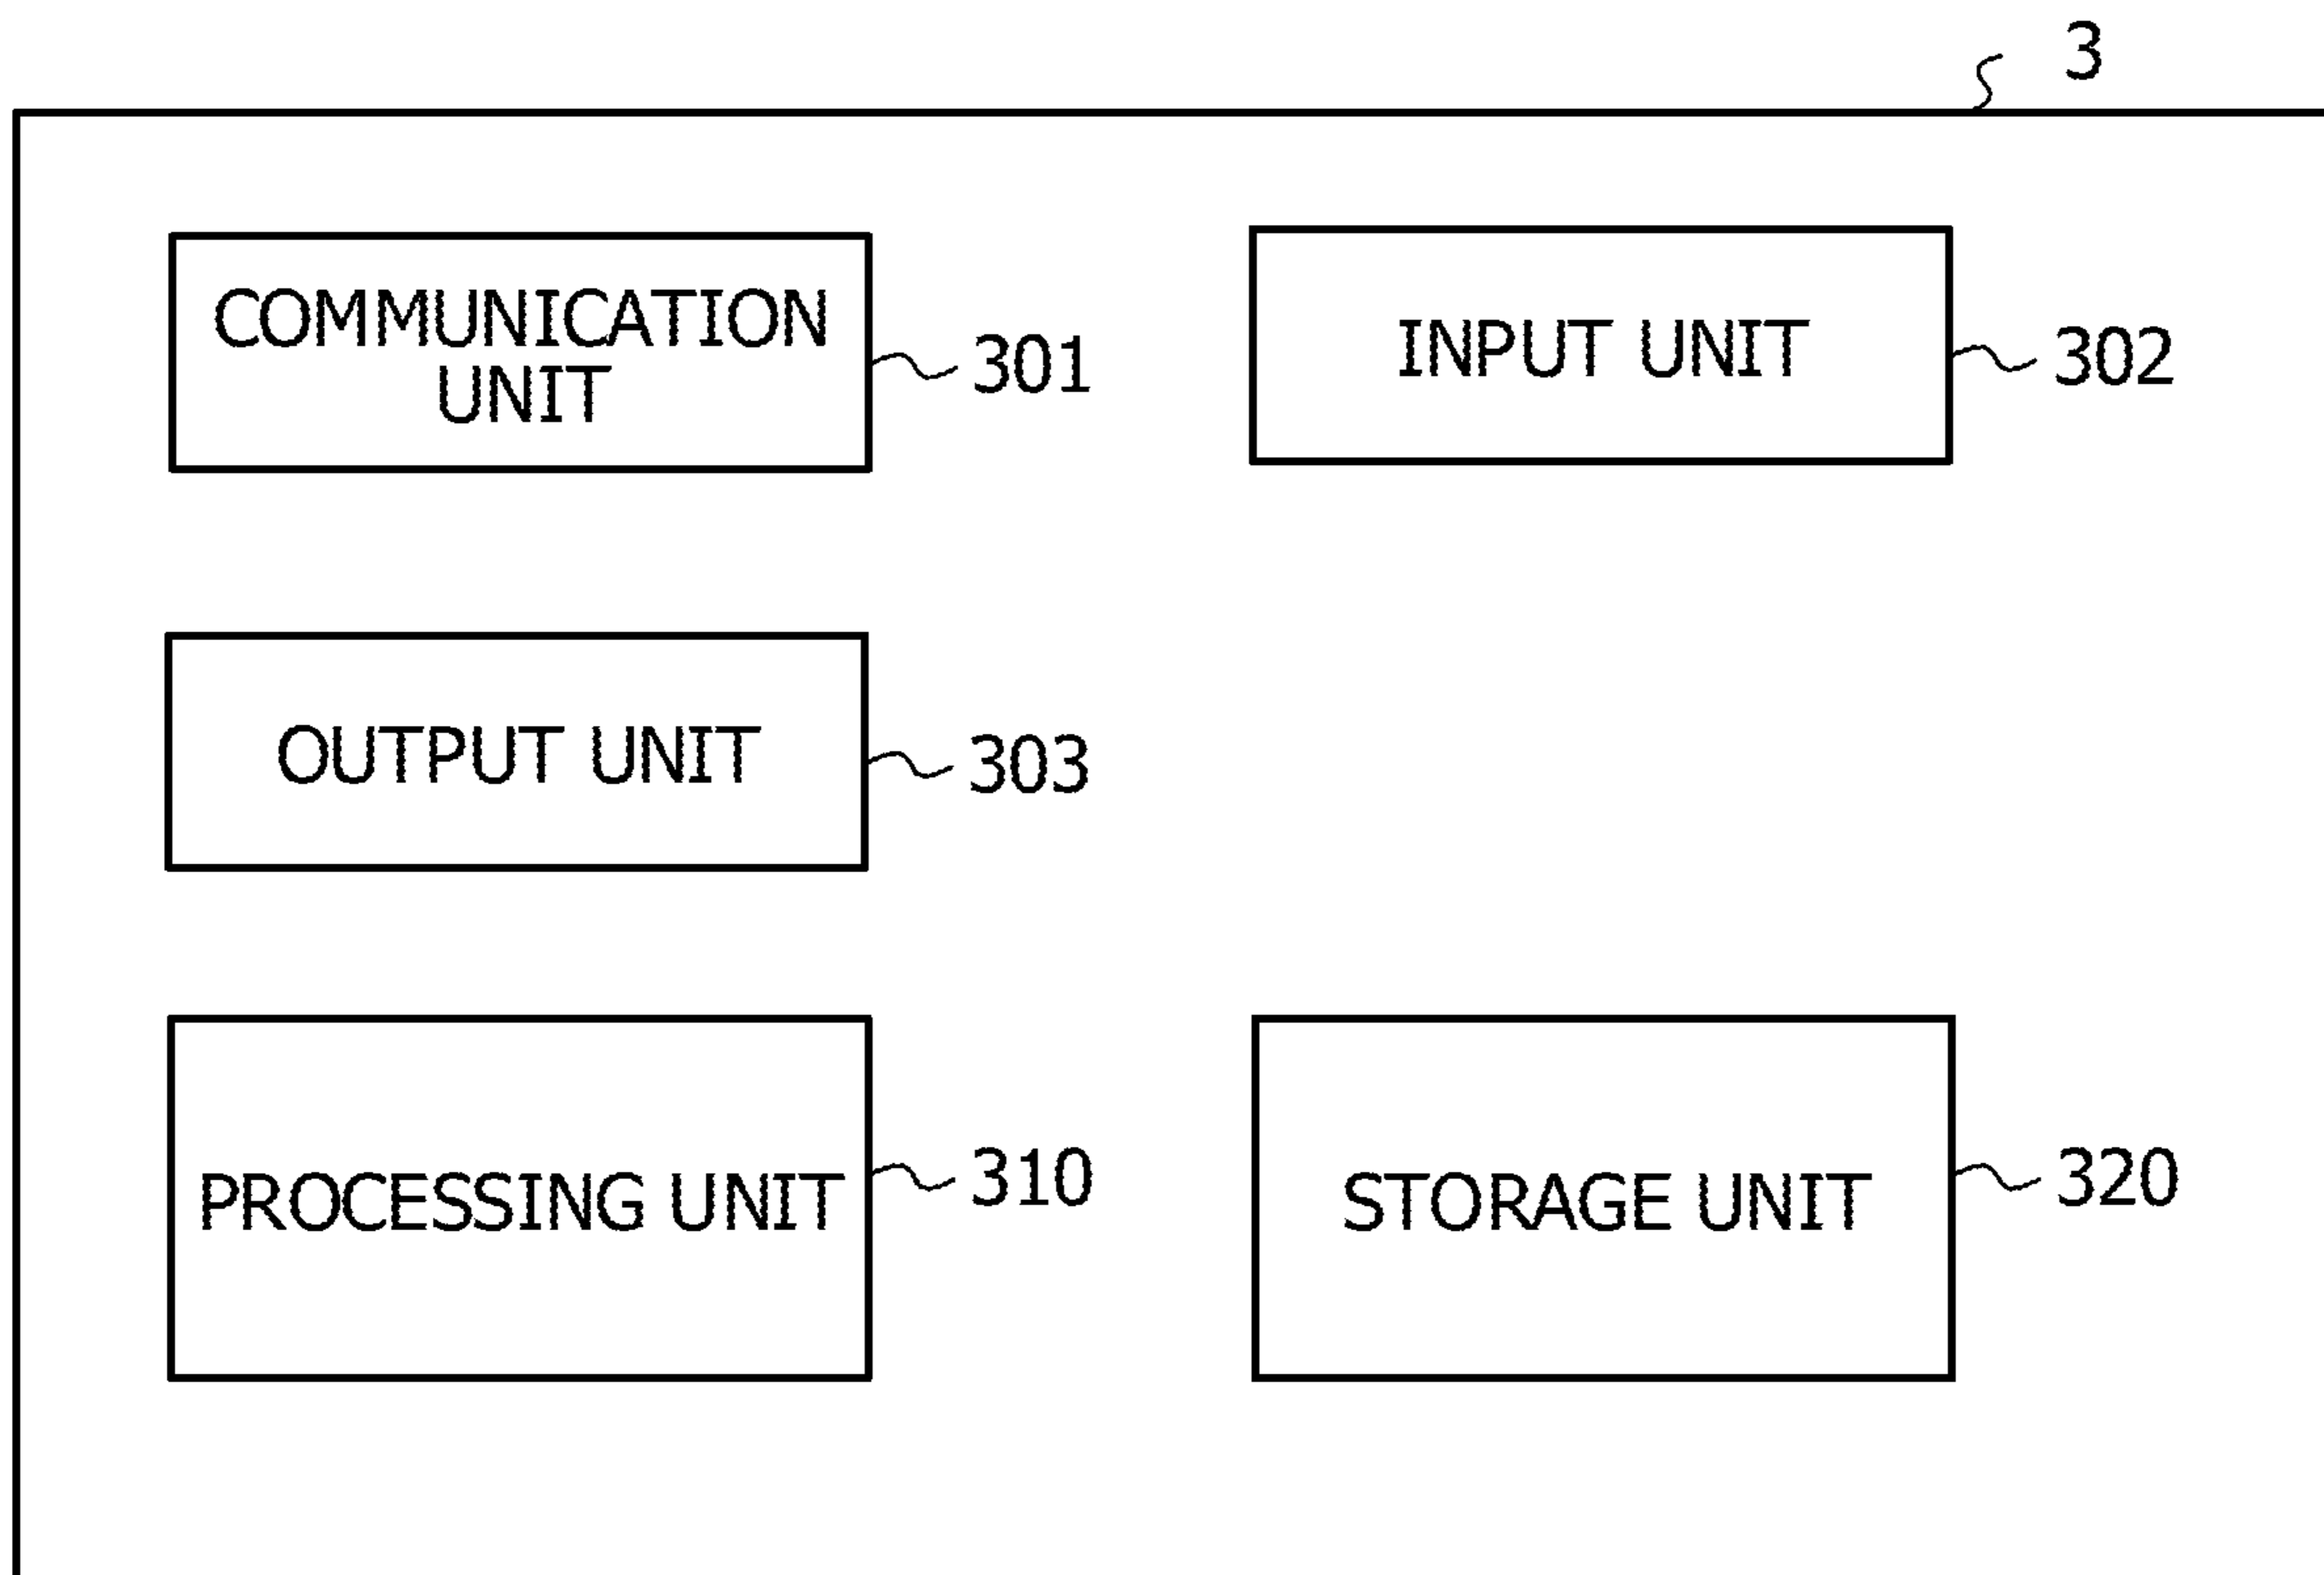 3
COMMUNICATION
UNIT
301
INPUT UNIT
302
OUTPUT UNIT
303
PROCESSING UNIT
310
STORAGE UNIT
320